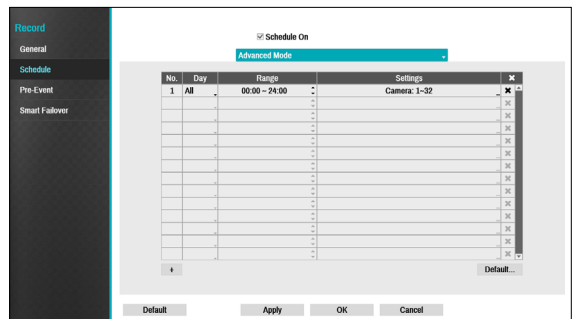 Record
General
Schedule
Pre-Event
Smart Failover
Schedule On
Advanced Mode
No. Day Range Settings
1 All 00:00 ~ 24:00 Camera: 1~32
+ Default...
Default Apply OK Cancel